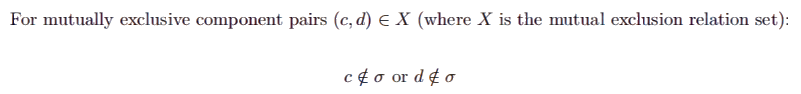 For mutually exclusive component pairs (c, d) ∈ X (where X is the mutual exclusion relation set):
c ∉ σ or d ∉ σ